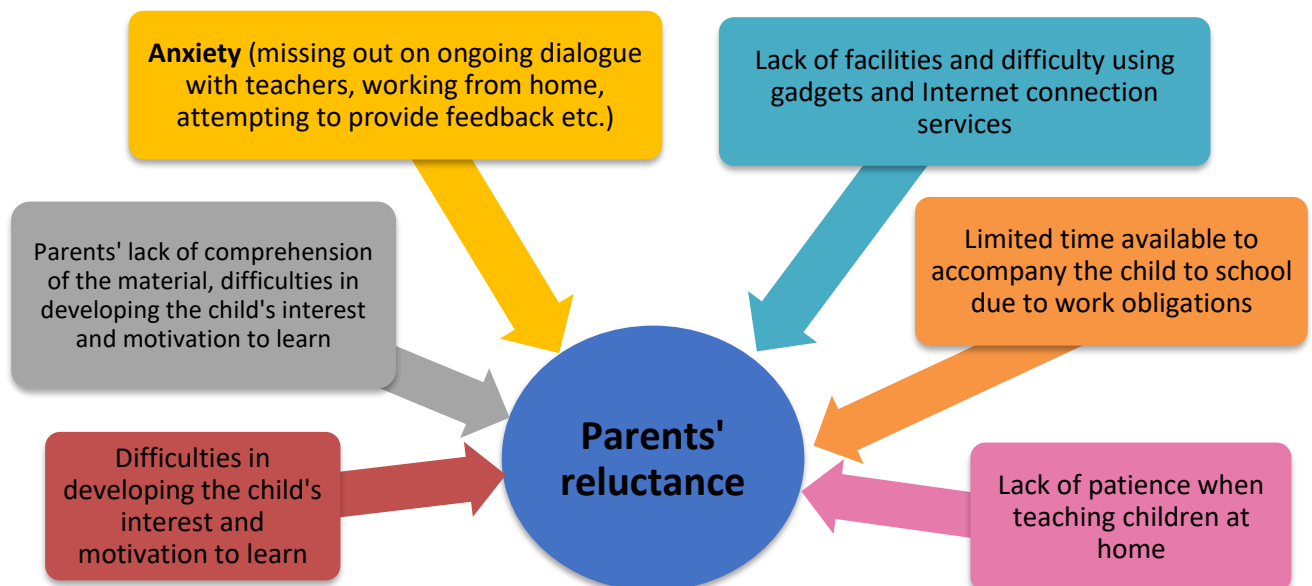 Anxiety (missing out on ongoing dialogue
with teachers, working from home,
attempting to provide feedback etc.)
Lack of facilities and difficulty using
gadgets and Internet connection
services
Parents' lack of comprehension
of the material, difficulties in
developing the child's interest
and motivation to learn
Limited time available to
accompany the child to school
due to work obligations
Parents'
reluctance
Difficulties in
developing the child's
interest and
motivation to learn
Lack of patience when
teaching children at
home